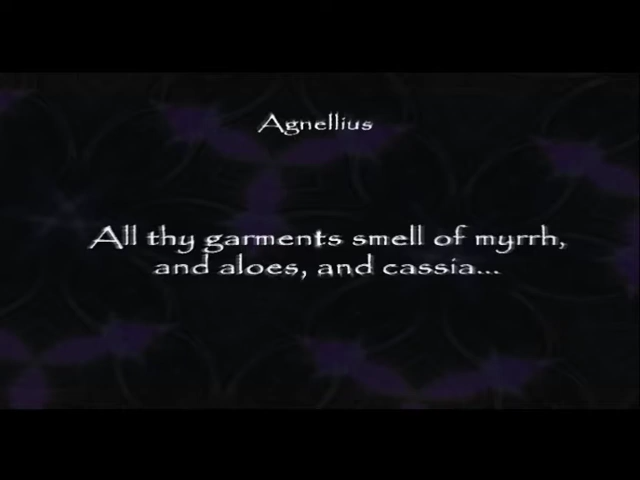 Agnellius
All thy garments smell of myrrh,
and aloes, and cassia...